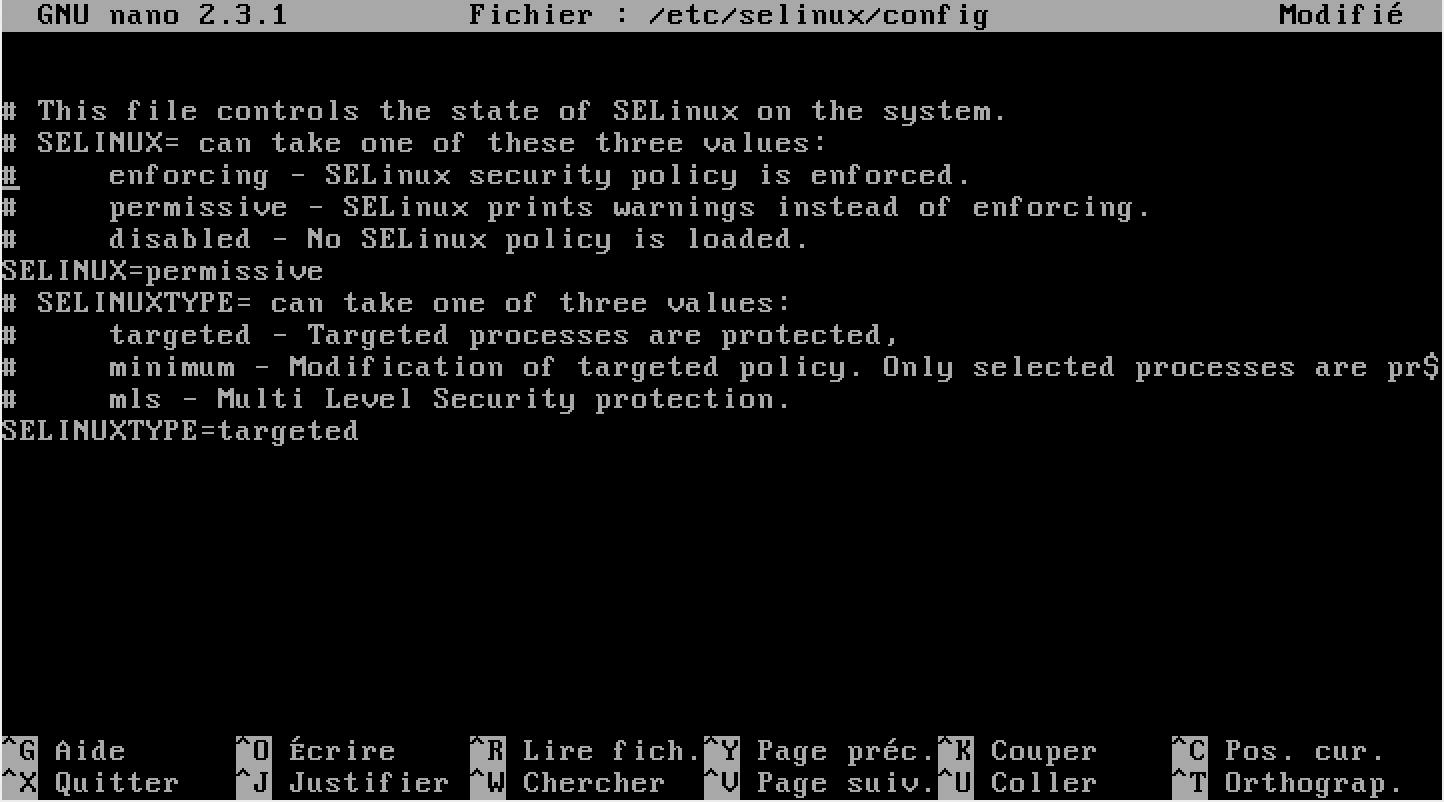 GNU nano 2.3.1 Fichier : /etc/selinux/config Modifié
# This file controls the state of SELinux on the system.
# SELINUX= can take one of these three values:
#     enforcing - SELinux security policy is enforced.
#     permissive - SELinux prints warnings instead of enforcing.
#     disabled - No SELinux policy is loaded.
SELINUX=permissive
# SELINUXTYPE= can take one of three values:
#     targeted - Targeted processes are protected,
#     minimum - Modification of targeted policy. Only selected processes are pr$
#     mls - Multi Level Security protection.
SELINUXTYPE=targeted
^G Aide ^O Écrire ^R Lire fich. ^Y Page préc. ^K Couper ^C Pos. cur.
^X Quitter ^J Justifier ^W Chercher ^V Page suiv. ^U Coller ^T Orthograp.